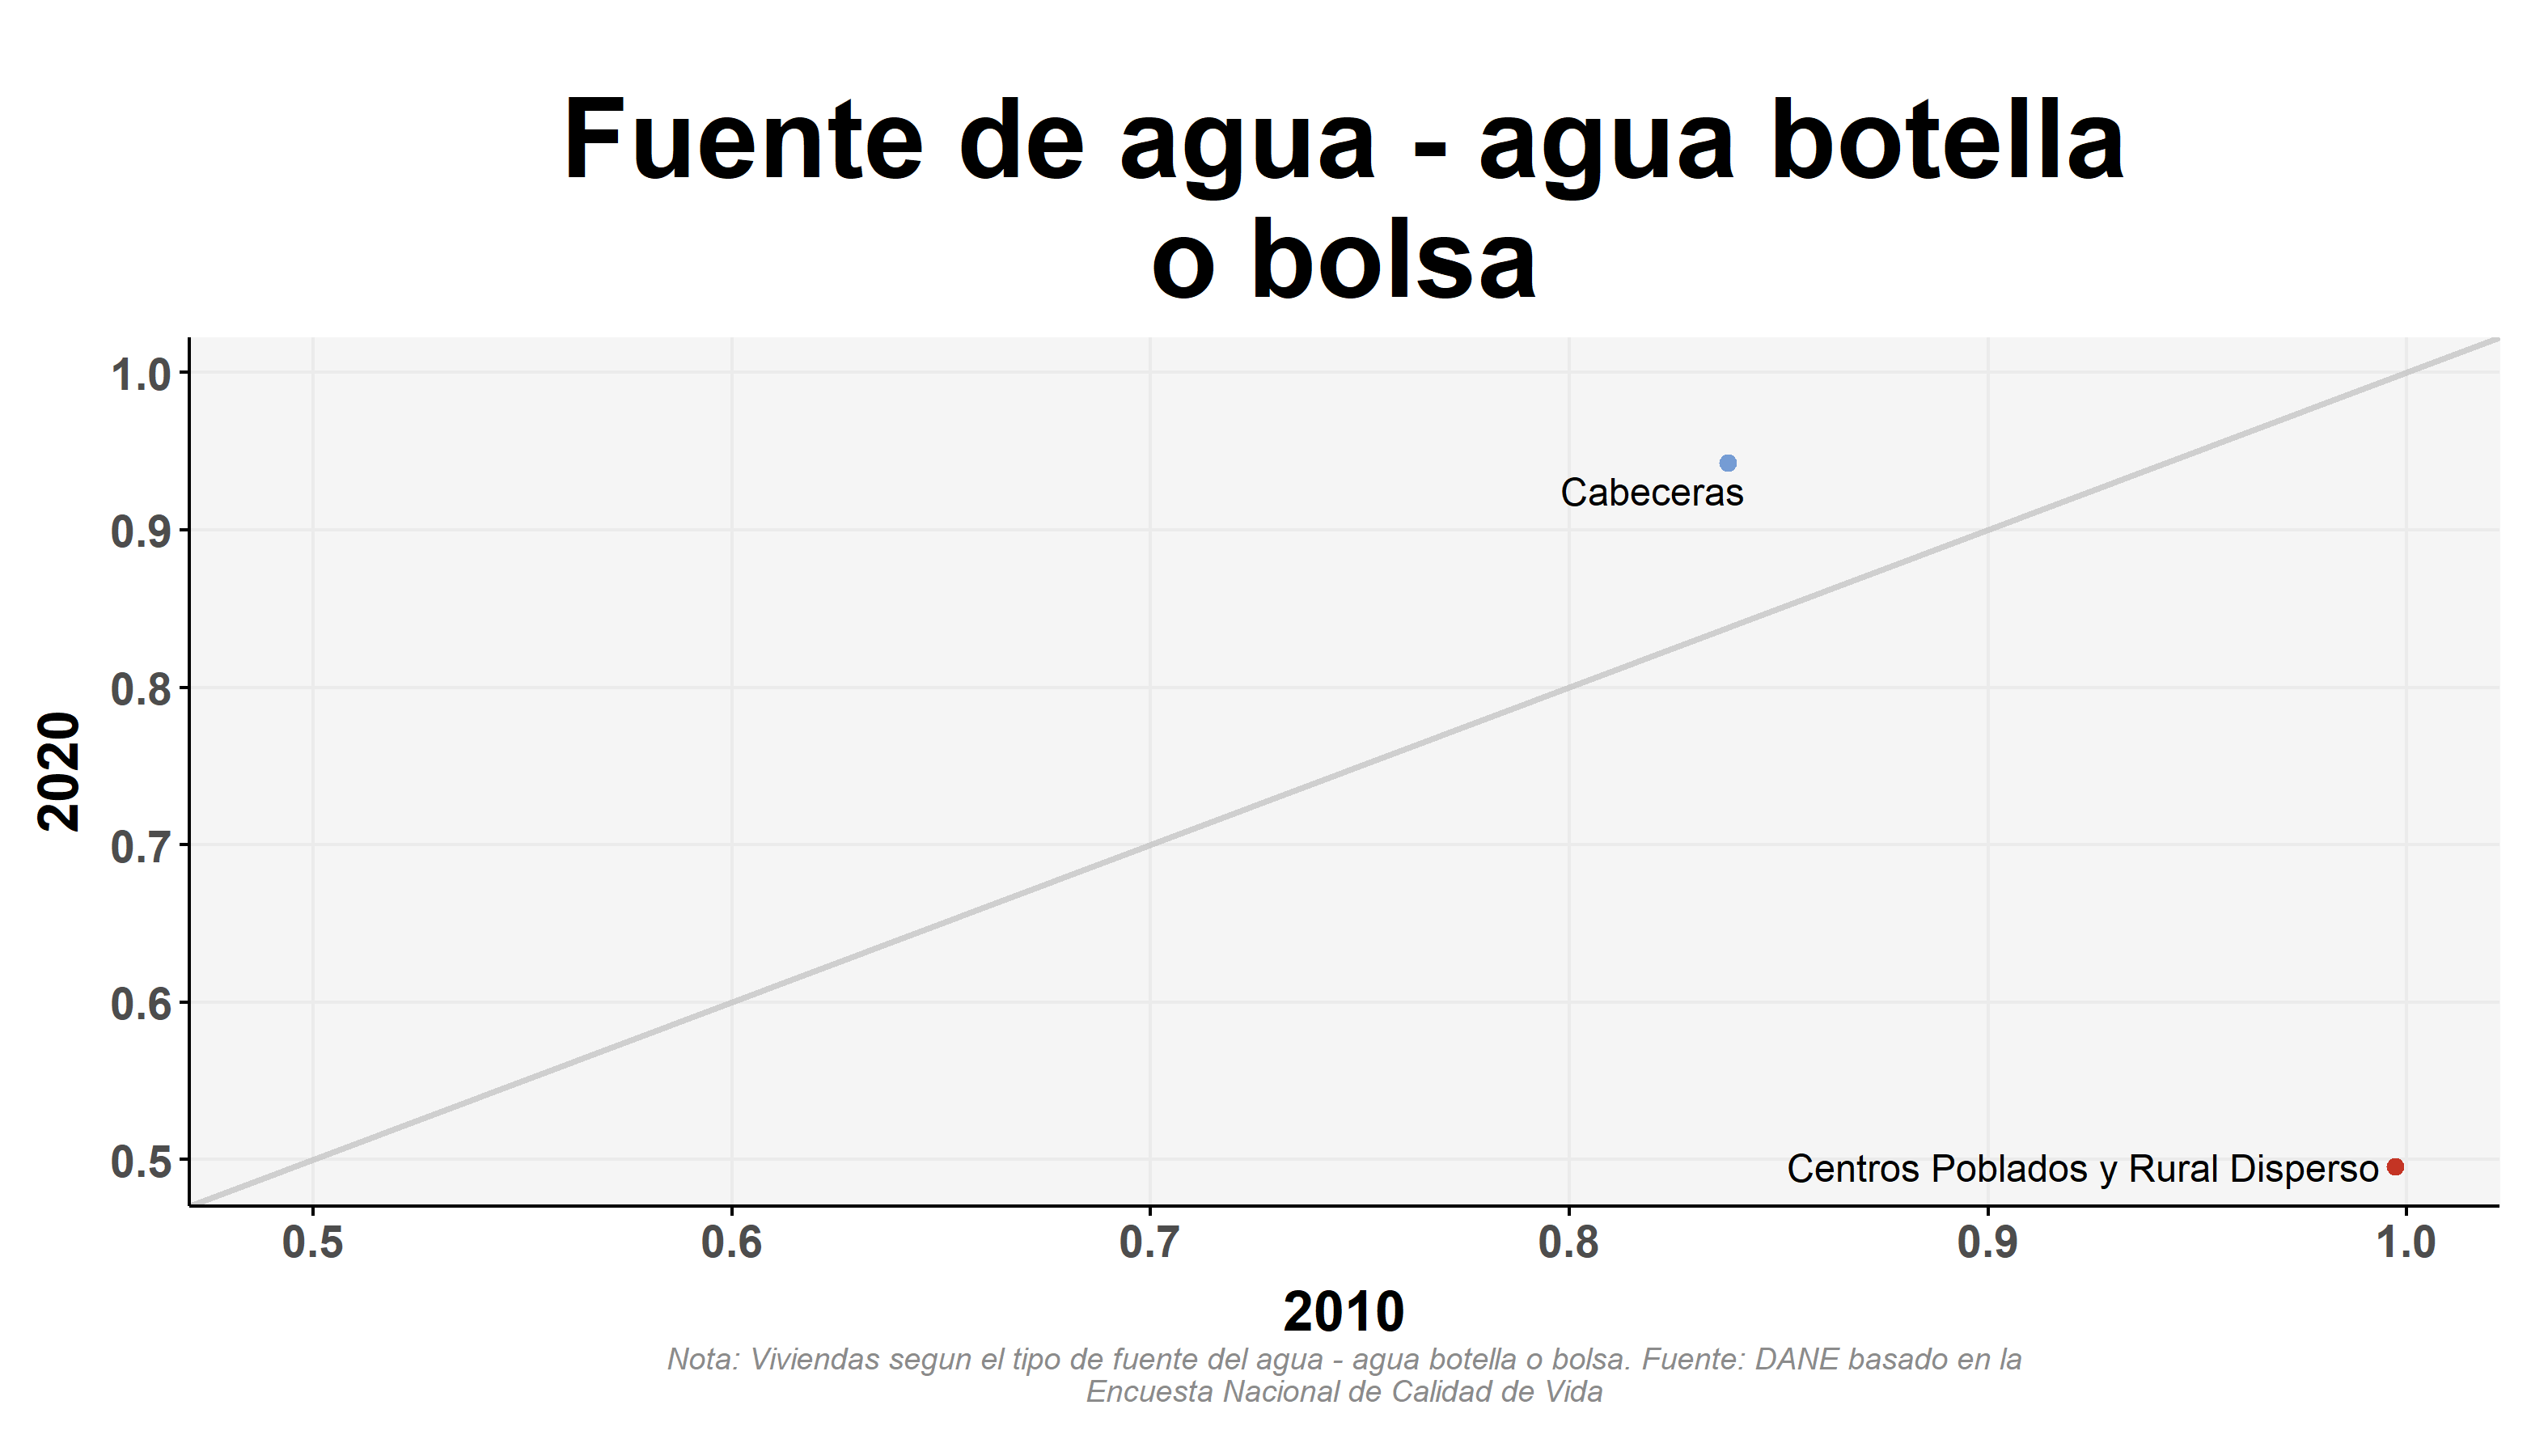 Fuente de agua - agua botella
o bolsa
1.0
0.9
0.8
0.7
0.6
0.5
2020
Cabeceras
Centros Poblados y Rural Disperso
0.5 0.6 0.7 0.8 0.9 1.0
2010
Nota: Viviendas segun el tipo de fuente del agua - agua botella o bolsa. Fuente: DANE basado en la
Encuesta Nacional de Calidad de Vida